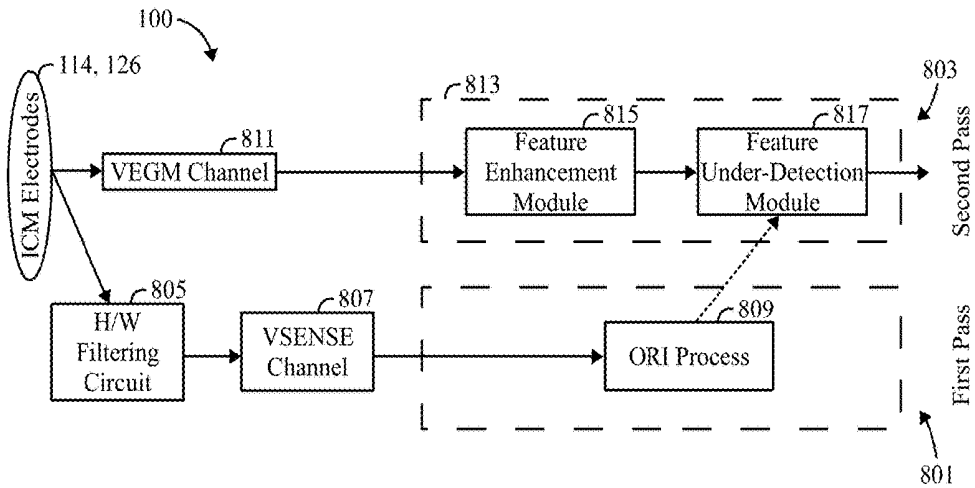 100
114, 126
ICM Electrodes
811
VEGM Channel
813
815
Feature
Enhancement
Module
817
Feature
Under-Detection
Module
803
Second Pass
805
H/W
Filtering
Circuit
807
VSENSE
Channel
809
ORI Process
First Pass
801